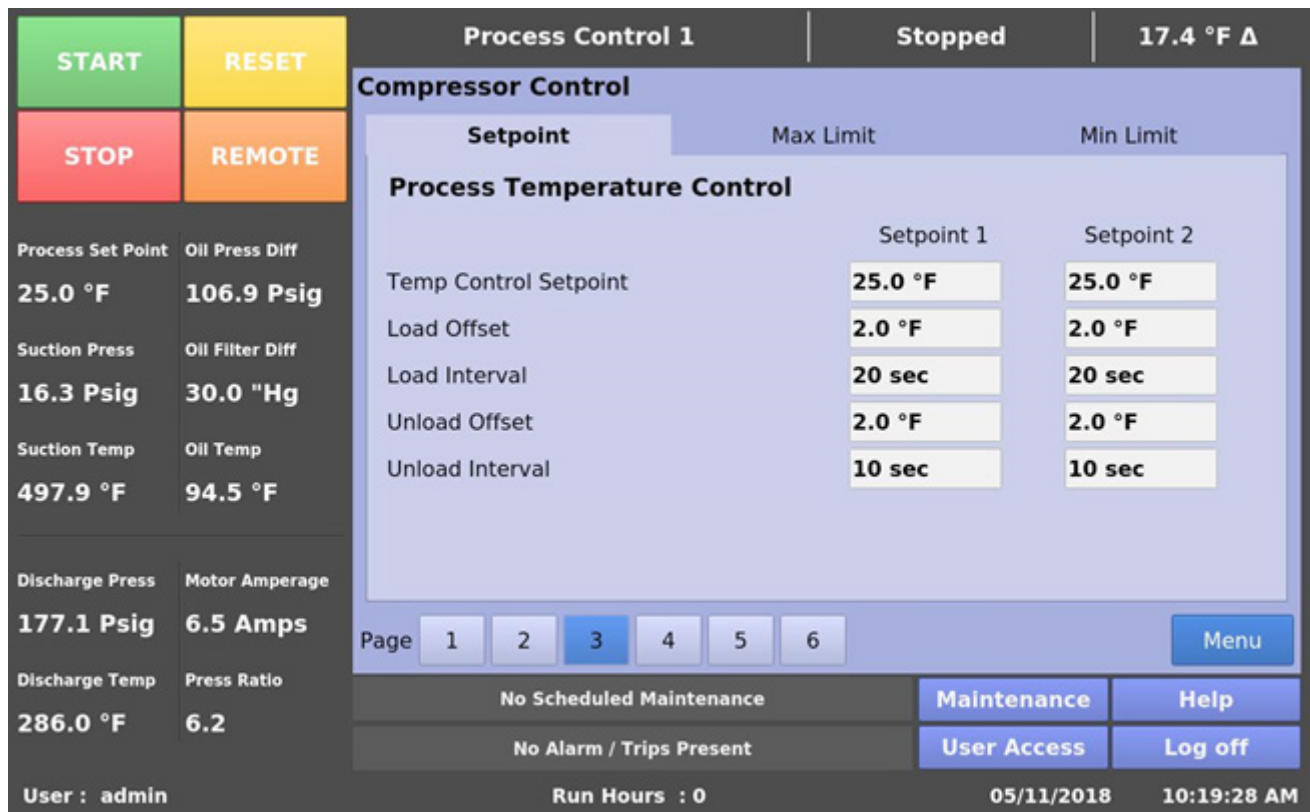 START RESET
STOP REMOTE
Process Control 1 Stopped 17.4 °F Δ
Compressor Control
Setpoint Max Limit Min Limit
Process Temperature Control
Setpoint 1 Setpoint 2
Temp Control Setpoint 25.0 °F 25.0 °F
Load Offset 2.0 °F 2.0 °F
Load Interval 20 sec 20 sec
Unload Offset 2.0 °F 2.0 °F
Unload Interval 10 sec 10 sec
Page 1 2 3 4 5 6 Menu
Process Set Point Oil Press Diff
25.0 °F 106.9 Psig
Suction Press Oil Filter Diff
16.3 Psig 30.0 "Hg
Suction Temp Oil Temp
497.9 °F 94.5 °F
Discharge Press Motor Amperage
177.1 Psig 6.5 Amps
Discharge Temp Press Ratio
286.0 °F 6.2
No Scheduled Maintenance Maintenance Help
No Alarm / Trips Present User Access Log off
User : admin Run Hours : 0 05/11/2018 10:19:28 AM